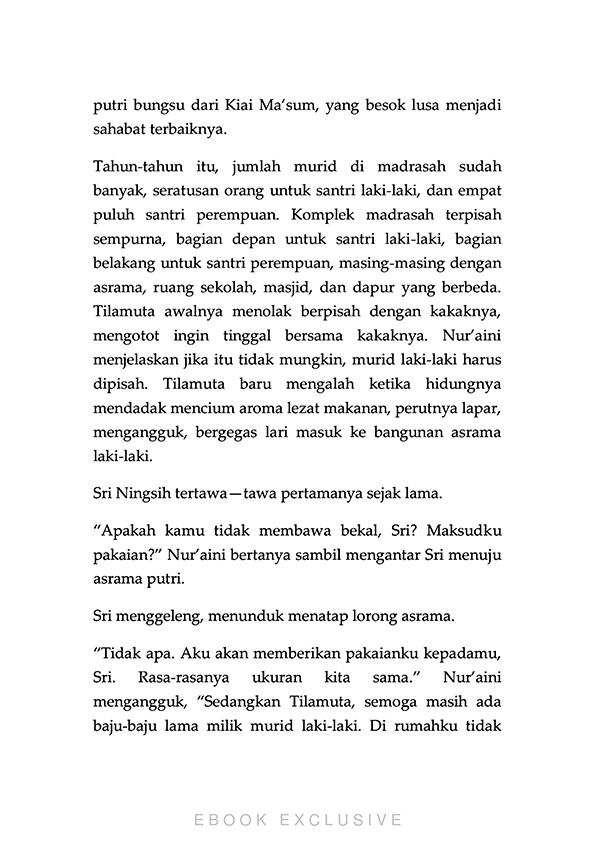 putri bungsu dari Kiai Ma’sum, yang besok lusa menjadi
sahabat terbaiknya.
Tahun-tahun itu, jumlah murid di madrasah sudah
banyak, seratusan orang untuk santri laki-laki, dan empat
puluh santri perempuan. Komplek madrasah terpisah
sempurna, bagian depan untuk santri laki-laki, bagian
belakang untuk santri perempuan, masing-masing dengan
asrama, ruang sekolah, masjid, dan dapur yang berbeda.
Tilamuta awalnya menolak berpisah dengan kakaknya,
mengotot ingin tinggal bersama kakaknya. Nur’aini
menjelaskan jika itu tidak mungkin, murid laki-laki harus
dipisah. Tilamuta baru mengalah ketika hidungnya
mendadak mencium aroma lezat makanan, perutnya lapar,
mengangguk, bergegas lari masuk ke bangunan asrama
laki-laki.
Sri Ningsih tertawa—tawa pertamanya sejak lama.
“Apakah kamu tidak membawa bekal, Sri? Maksudku
pakaian?” Nur’aini bertanya sambil mengantar Sri menuju
asrama putri.
Sri menggeleng, menunduk menatap lorong asrama.
“Tidak apa. Aku akan memberikan pakaianku kepadamu,
Sri. Rasa-rasanya ukuran kita sama.” Nur’aini
mengangguk, “Sedangkan Tilamuta, semoga masih ada
baju-baju lama milik murid laki-laki. Di rumahku tidak
EBOOK EXCLUSIVE